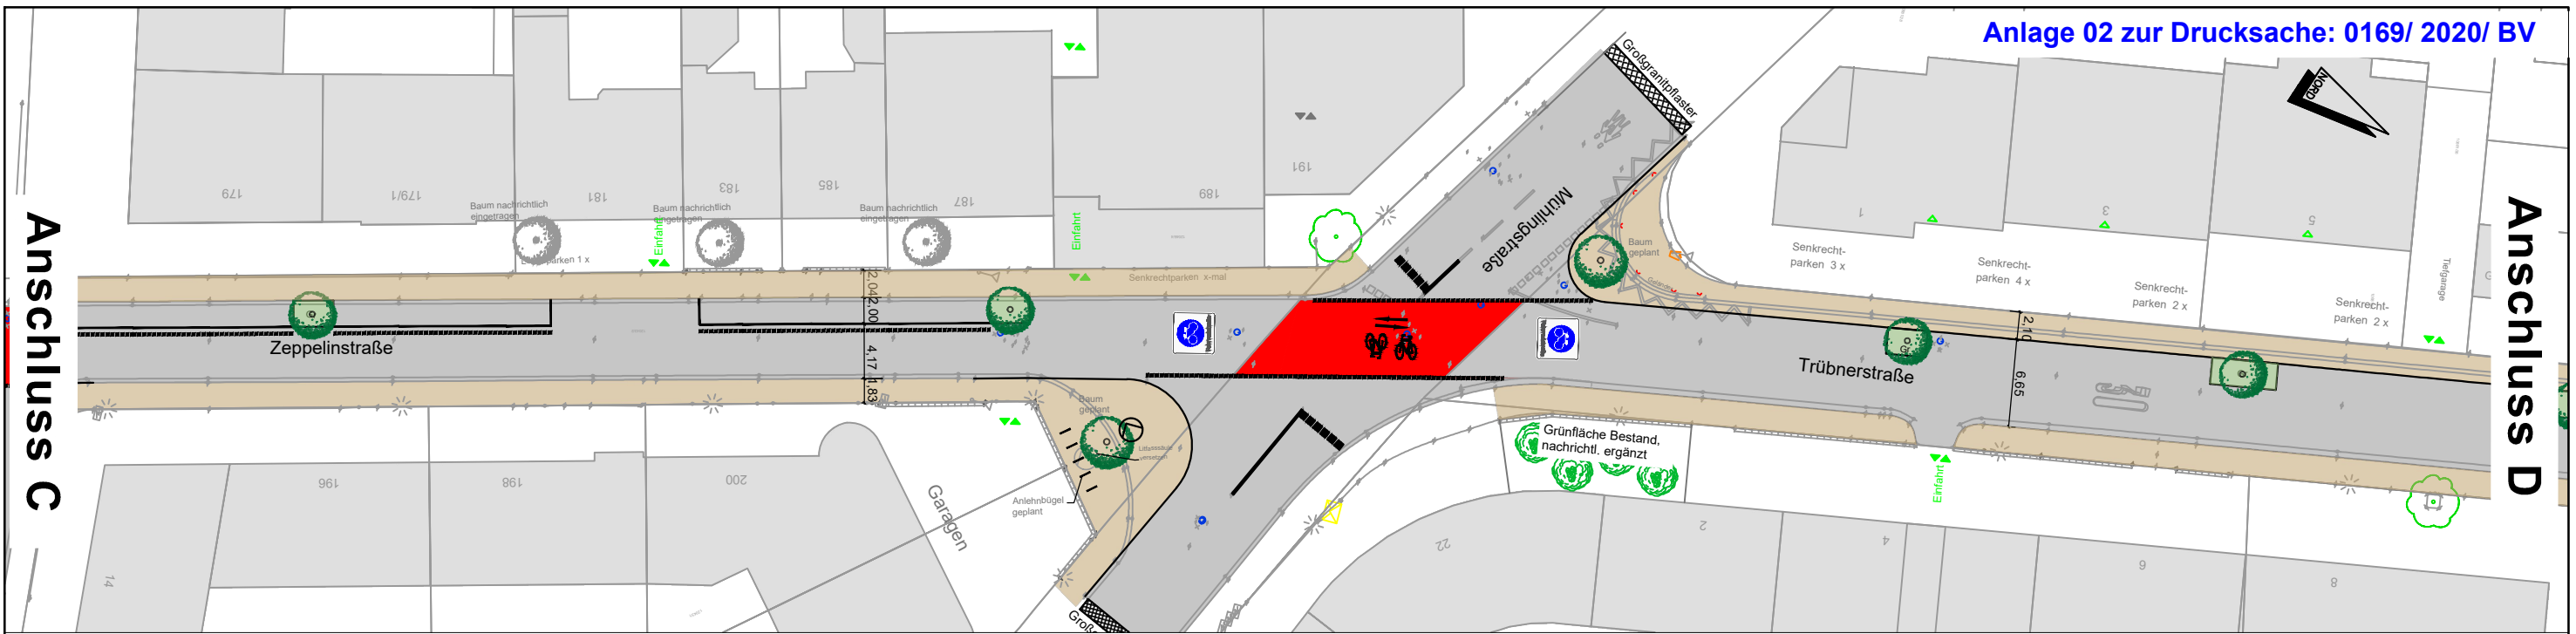 Anlage 02 zur Drucksache: 0169/ 2020/ BV
Anschluss C
Anschluss D
NORD
Großgranitpflaster
Mühlingstraße
Zeppelinstraße
Trübnerstraße
179
179/1
181
183
185
187
189
191
1
3
5
Baum nachrichtlich
eingetragen
Baum nachrichtlich
eingetragen
Baum nachrichtlich
eingetragen
parken 1 x
Einfahrt
Einfahrt
Senkrechtparken x-mal
Baum
geplant
Senkrecht-
parken 3 x
Senkrecht-
parken 4 x
Senkrecht-
parken 2 x
Senkrecht-
parken 2 x
Tiefgarage
2,04
2,00
4,17
1,83
2,10
6,65
Baum
geplant
Litfasssäule
versetzen
Anlehnbügel
geplant
Garagen
Grünfläche Bestand,
nachrichtl. ergänzt
Einfahrt
14
196
198
200
22
2
4
6
8
Große